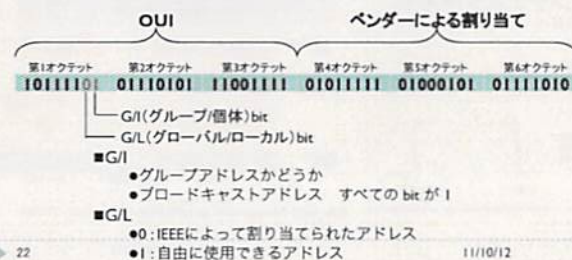 OUI ベンダーによる割り当て
第1オクテット 第2オクテット 第3オクテット 第4オクテット 第5オクテット 第6オクテット
10111101 01110101 11001111 01011111 01000101 01111010
G/I(グループ/個体)bit
G/L(グローバル/ローカル)bit
■G/I
●グループアドレスかどうか
●ブロードキャストアドレス すべての bit が 1
■G/L
●0:IEEEによって割り当てられたアドレス
●1:自由に使用できるアドレス
22 11/10/12